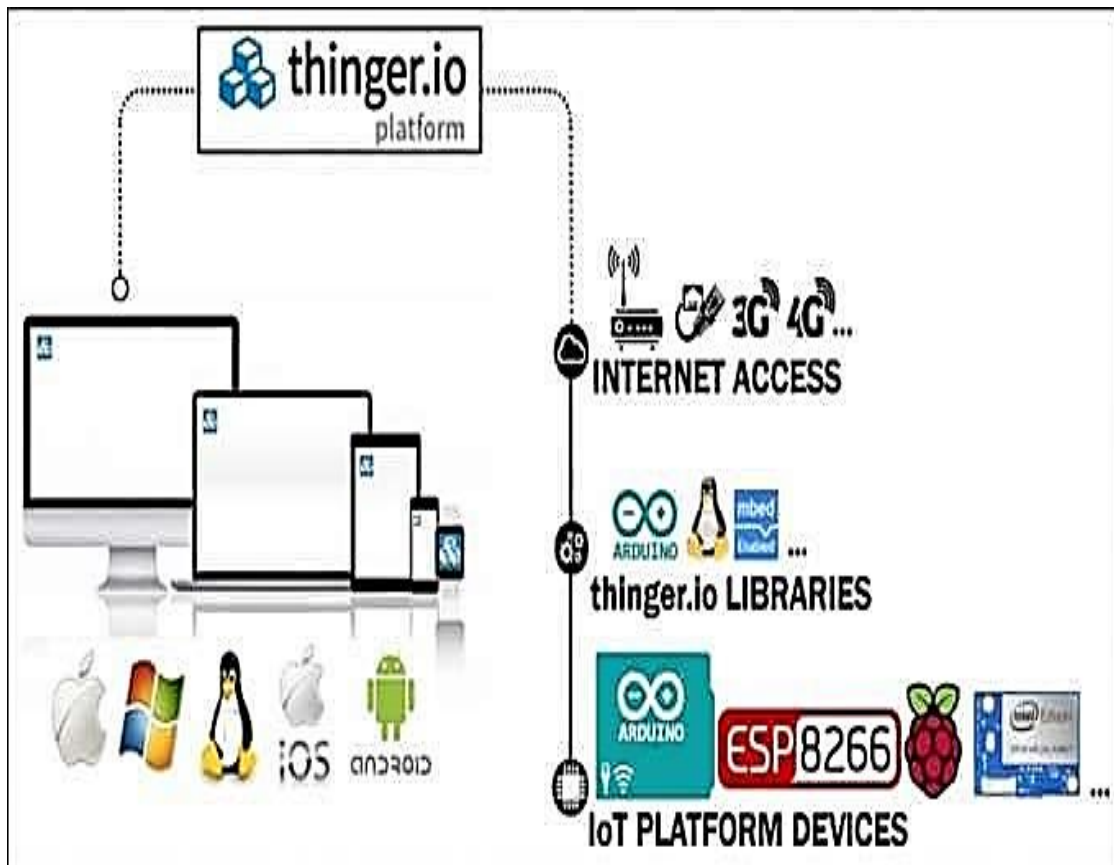 thinger.io
platform
3G 4G...
INTERNET ACCESS
ARDUINO
mbed
Enabled
...
thinger.io LIBRARIES
ARDUINO
ESP8266
...
IoT PLATFORM DEVICES
iOS
ANDROID